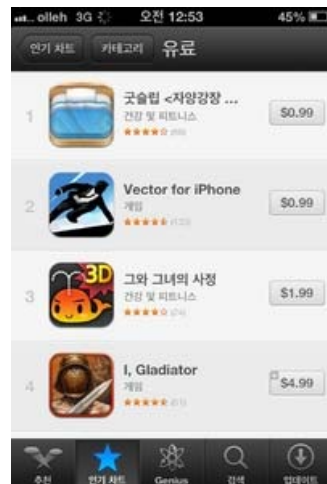 olleh 3G 오전 12:53 45%
인기 차트 카테고리 유료
1
굿슬립 <자양강장 ...
건강 및 피트니스
$0.99
2
Vector for iPhone
게임
$0.99
3
3D
그와 그녀의 사정
건강 및 피트니스
$1.99
4
I, Gladiator
게임
$4.99
추천 인기 차트 Genius 검색 업데이트